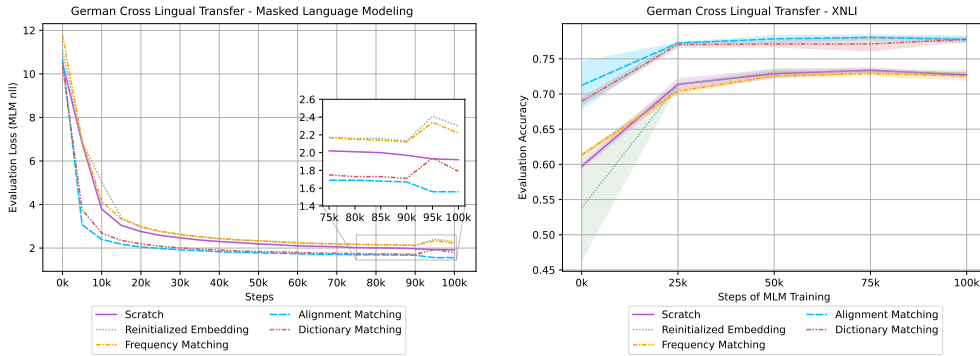 German Cross Lingual Transfer - Masked Language Modeling
12
10
8
6
4
2
Evaluation Loss (MLM nll)
2.6
2.4
2.2
2.0
1.8
1.6
1.4
75k 80k 85k 90k 95k 100k
0k 10k 20k 30k 40k 50k 60k 70k 80k 90k 100k
Steps
Scratch
Reinitialized Embedding
Frequency Matching
Alignment Matching
Dictionary Matching
German Cross Lingual Transfer - XNLI
0.75
0.70
0.65
0.60
0.55
0.50
0.45
Evaluation Accuracy
0k 25k 50k 75k 100k
Steps of MLM Training
Scratch
Reinitialized Embedding
Frequency Matching
Alignment Matching
Dictionary Matching